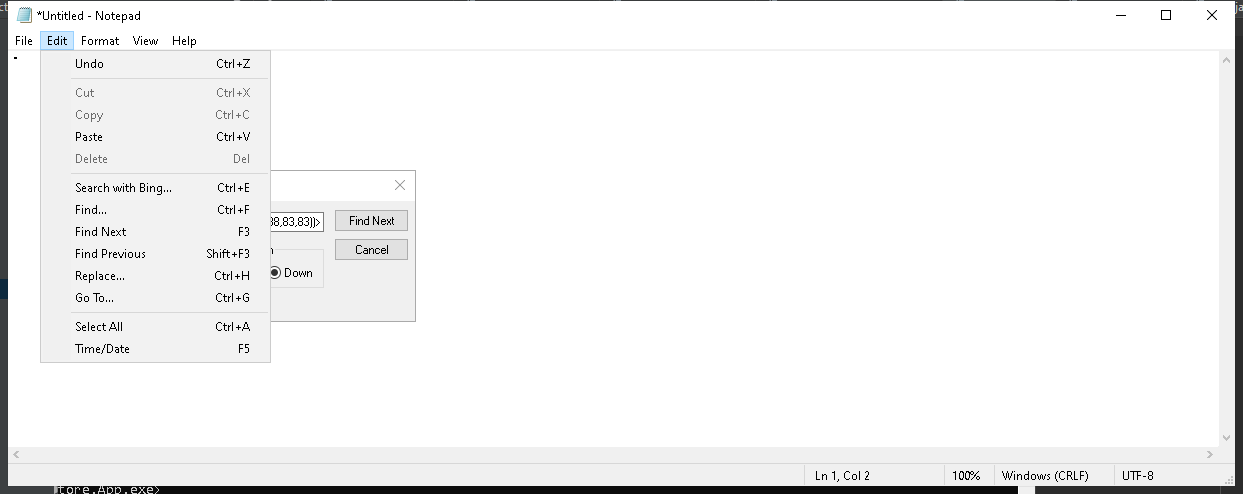 *Untitled - Notepad
File Edit Format View Help
-
Undo Ctrl+Z
Cut Ctrl+X
Copy Ctrl+C
Paste Ctrl+V
Delete Del
Search with Bing... Ctrl+E
Find... Ctrl+F
Find Next F3
Find Previous Shift+F3
Replace... Ctrl+H
Go To... Ctrl+G
Select All Ctrl+A
Time/Date F5
38,83,83))> Find Next
Cancel
Down
Ln 1, Col 2 100% Windows (CRLF) UTF-8
tore.App.exe>